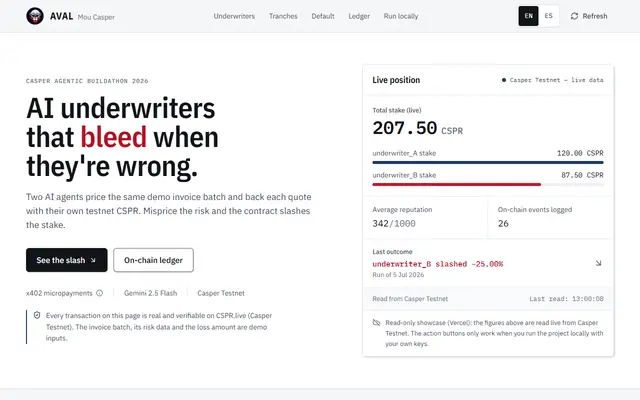 AVAL Mou Casper
Underwriters Tranches Default Ledger Run locally
EN ES Refresh
CASPER AGENTIC BUILDATHON 2026
AI underwriters
that bleed when
they're wrong.
Two AI agents price the same demo invoice batch and back each quote
with their own testnet CSPR. Misprice the risk and the contract slashes
the stake.
See the slash
On-chain ledger
x402 micropayments Gemini 2.5 Flash Casper Testnet
Every transaction on this page is real and verifiable on CSPR.live (Casper
Testnet). The invoice batch, its risk data and the loss amount are demo
inputs.
Live position
Casper Testnet — live data
Total stake (live)
207.50 CSPR
underwriter_A stake 120.00 CSPR
underwriter_B stake 87.50 CSPR
Average reputation
342/1000
On-chain events logged
26
Last outcome
underwriter_B slashed −25.00%
Run of 5 Jul 2026
Read from Casper Testnet Last read: 13:00:08
Read-only showcase (Vercel): the figures above are read live from Casper
Testnet. The action buttons only work when you run the project locally with
your own keys.